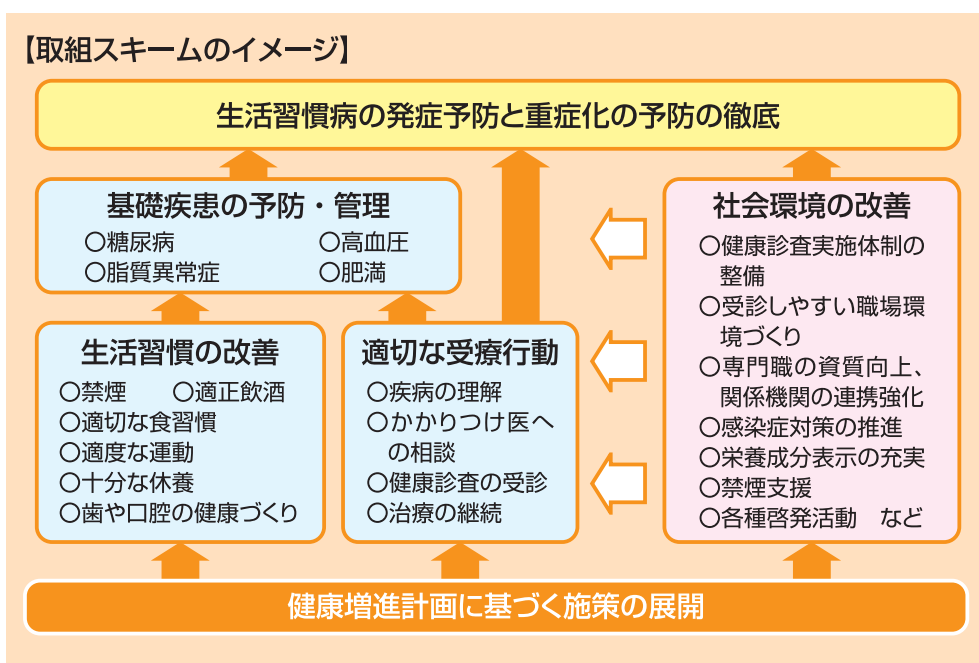 【取組スキームのイメージ】
生活習慣病の発症予防と重症化の予防の徹底
基礎疾患の予防・管理
○糖尿病　○高血圧
○脂質異常症　○肥満
生活習慣の改善
○禁煙　○適正飲酒
○適切な食習慣
○適度な運動
○十分な休養
○歯や口腔の健康づくり
適切な受療行動
○疾病の理解
○かかりつけ医へ
の相談
○健康診査の受診
○治療の継続
社会環境の改善
○健康診査実施体制の
整備
○受診しやすい職場環
境づくり
○専門職の資質向上、
関係機関の連携強化
○感染症対策の推進
○栄養成分表示の充実
○禁煙支援
○各種啓発活動　など
健康増進計画に基づく施策の展開